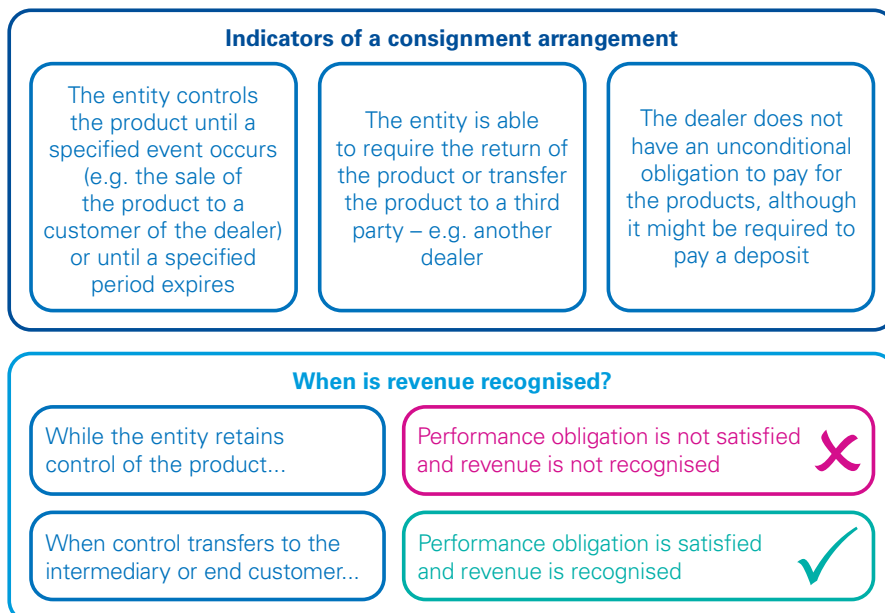 Indicators of a consignment arrangement
The entity controls
the product until a
specified event occurs
(e.g. the sale of
the product to a
customer of the dealer)
or until a specified
period expires
The entity is able
to require the return of
the product or transfer
the product to a third
party – e.g. another
dealer
The dealer does not
have an unconditional
obligation to pay for
the products, although
it might be required to
pay a deposit
When is revenue recognised?
While the entity retains
control of the product...
Performance obligation is not satisfied
and revenue is not recognised
When control transfers to the
intermediary or end customer...
Performance obligation is satisfied
and revenue is recognised